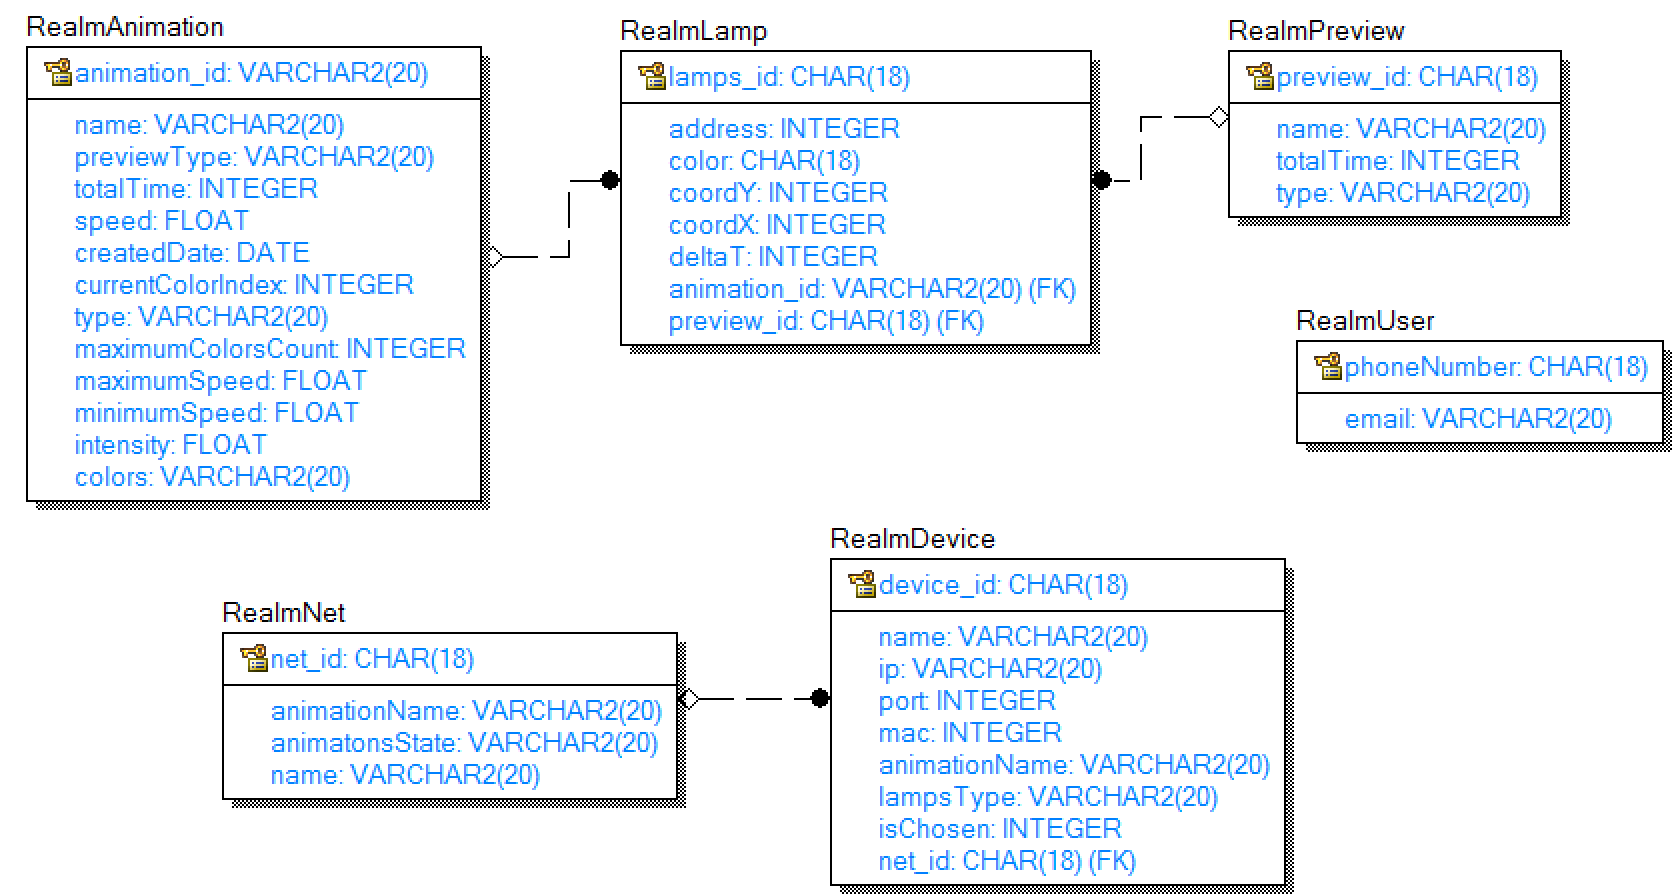 RealmAnimation
animation_id: VARCHAR2(20)
name: VARCHAR2(20)
previewType: VARCHAR2(20)
totalTime: INTEGER
speed: FLOAT
createdDate: DATE
currentColorIndex: INTEGER
type: VARCHAR2(20)
maximumColorsCount: INTEGER
maximumSpeed: FLOAT
minimumSpeed: FLOAT
intensity: FLOAT
colors: VARCHAR2(20)
RealmLamp
lamps_id: CHAR(18)
address: INTEGER
color: CHAR(18)
coordY: INTEGER
coordX: INTEGER
deltaT: INTEGER
animation_id: VARCHAR2(20) (FK)
preview_id: CHAR(18) (FK)
RealmPreview
preview_id: CHAR(18)
name: VARCHAR2(20)
totalTime: INTEGER
type: VARCHAR2(20)
RealmUser
phoneNumber: CHAR(18)
email: VARCHAR2(20)
RealmNet
net_id: CHAR(18)
animationName: VARCHAR2(20)
animatonsState: VARCHAR2(20)
name: VARCHAR2(20)
RealmDevice
device_id: CHAR(18)
name: VARCHAR2(20)
ip: VARCHAR2(20)
port: INTEGER
mac: INTEGER
animationName: VARCHAR2(20)
lampsType: VARCHAR2(20)
isChosen: INTEGER
net_id: CHAR(18) (FK)